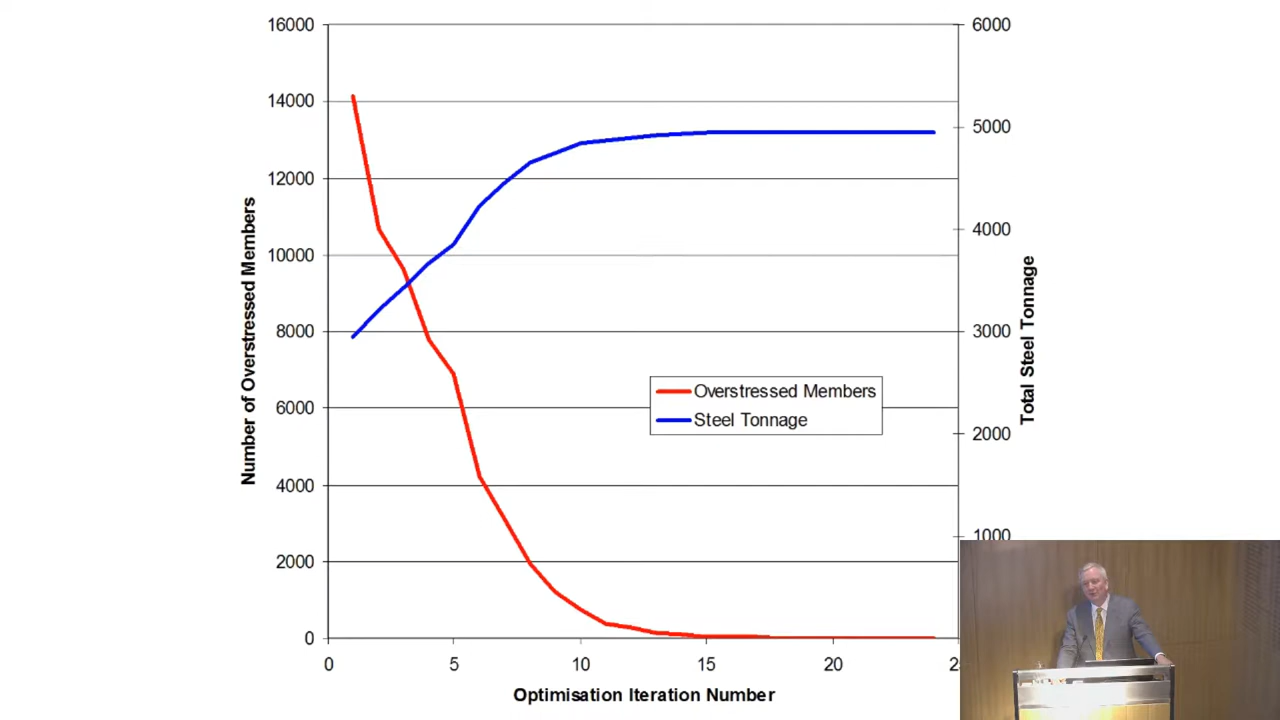 16000
14000
12000
10000
8000
6000
4000
2000
0
Number of Overstressed Members
6000
5000
4000
3000
2000
1000
Total Steel Tonnage
Overstressed Members
Steel Tonnage
0 5 10 15 20
Optimisation Iteration Number